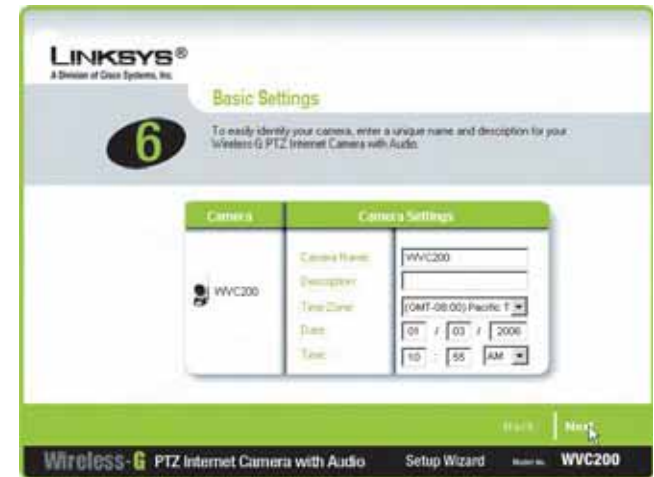 LINKSYS®
A Division of Cisco Systems, Inc.
Basic Settings
6
To easily identify your camera, enter a unique name and description for your
Wireless-G PTZ Internet Camera with Audio.
Camera
Camera Settings
WVC200
Camera Name:
WVC200
Description:
Time Zone:
(GMT-08:00) Pacific T
Date:
01 / 03 / 2006
Time:
10 : 55 AM
Back
Next
Wireless-G PTZ Internet Camera with Audio
Setup Wizard
Model No.
WVC200